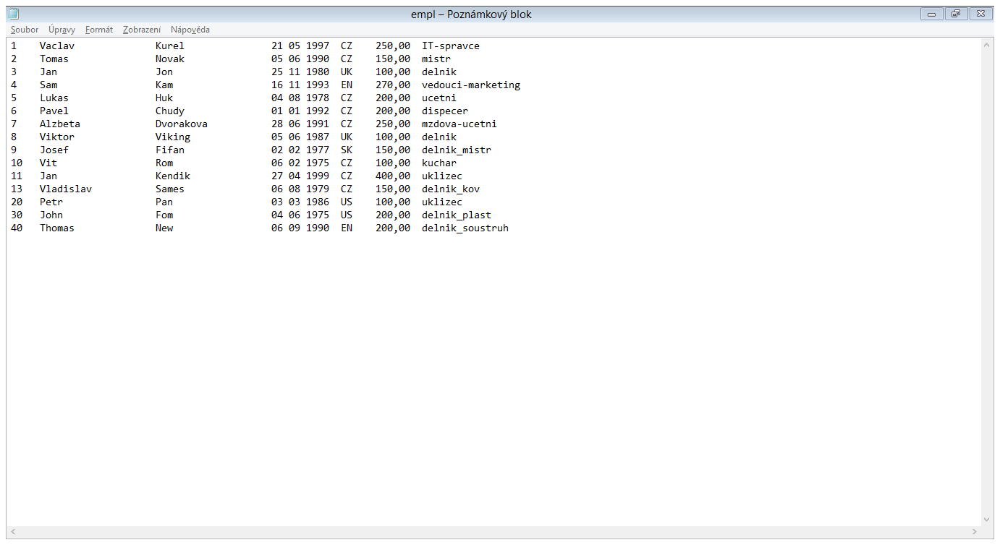 empl – Poznámkový blok
Soubor Úpravy Formát Zobrazení Nápověda
1 Vaclav Kurel 21 05 1997 CZ 250,00 IT-spravce
2 Tomas Novak 05 06 1990 CZ 150,00 mistr
3 Jan Jon 25 11 1980 UK 100,00 delnik
4 Sam Kam 16 11 1993 EN 270,00 vedouci-marketing
5 Lukas Huk 04 08 1978 CZ 200,00 ucetni
6 Pavel Chudy 01 01 1992 CZ 200,00 dispecer
7 Alzbeta Dvorakova 28 06 1991 CZ 250,00 mzdova-ucetni
8 Viktor Viking 05 06 1987 UK 100,00 delnik
9 Josef Fifan 02 02 1977 SK 150,00 delnik_mistr
10 Vit Rom 06 02 1975 CZ 100,00 kuchar
11 Jan Kendik 27 04 1999 CZ 400,00 uklizec
13 Vladislav Sames 06 08 1979 CZ 150,00 delnik_kov
20 Petr Pan 03 03 1986 US 100,00 uklizec
30 John Fom 04 06 1975 US 200,00 delnik_plast
40 Thomas New 06 09 1990 EN 200,00 delnik_soustruh